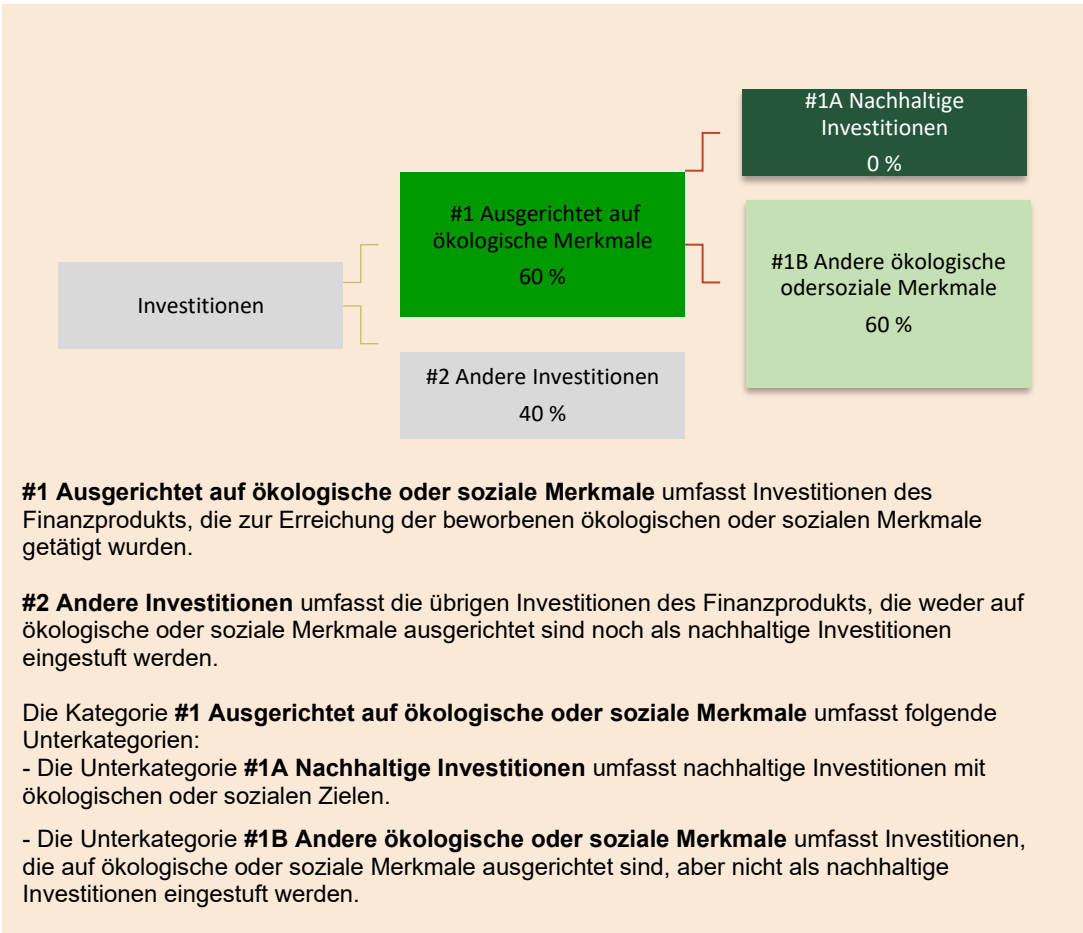 #1A Nachhaltige
Investitionen
0 %
#1 Ausgerichtet auf
ökologische Merkmale
60 %
#1B Andere ökologische
odersoziale Merkmale
60 %
Investitionen
#2 Andere Investitionen
40 %
#1 Ausgerichtet auf ökologische oder soziale Merkmale umfasst Investitionen des
Finanzprodukts, die zur Erreichung der beworbenen ökologischen oder sozialen Merkmale
getätigt wurden.
#2 Andere Investitionen umfasst die übrigen Investitionen des Finanzprodukts, die weder auf
ökologische oder soziale Merkmale ausgerichtet sind noch als nachhaltige Investitionen
eingestuft werden.
Die Kategorie #1 Ausgerichtet auf ökologische oder soziale Merkmale umfasst folgende
Unterkategorien:
- Die Unterkategorie #1A Nachhaltige Investitionen umfasst nachhaltige Investitionen mit
ökologischen oder sozialen Zielen.
- Die Unterkategorie #1B Andere ökologische oder soziale Merkmale umfasst Investitionen,
die auf ökologische oder soziale Merkmale ausgerichtet sind, aber nicht als nachhaltige
Investitionen eingestuft werden.